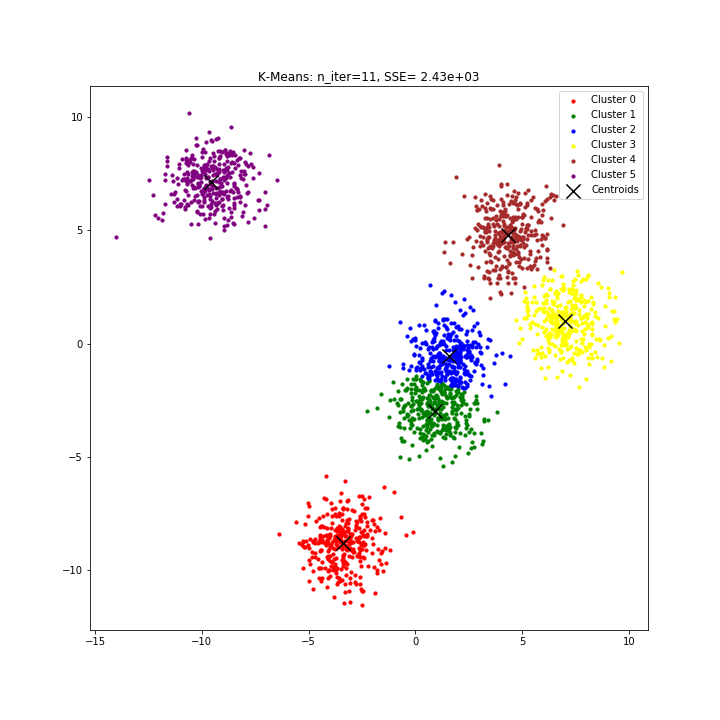 K-Means: n_iter=11, SSE= 2.43e+03
Cluster 0
Cluster 1
Cluster 2
Cluster 3
Cluster 4
Cluster 5
Centroids
10
5
0
−5
−10
−15
−10
−5
0
5
10